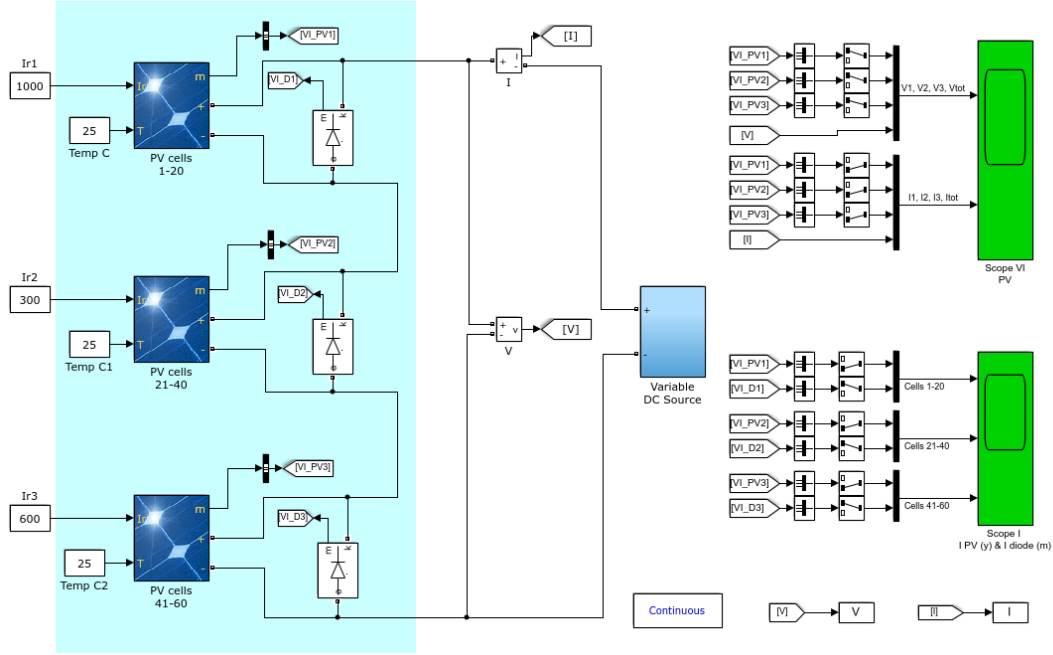 [VI_PV1]
[I]
Ir1
1000
Ir
m
+
-
T
25
Temp C
PV cells
1-20
[VI_D1]
m
k
a
+
i
-
I
[VI_PV1]
[VI_PV2]
[VI_PV3]
[V]
V1, V2, V3, Vtot
[VI_PV1]
[VI_PV2]
[VI_PV3]
[I]
I1, I2, I3, Itot
Scope VI
PV
[VI_PV2]
Ir2
300
Ir
m
+
-
T
25
Temp C1
PV cells
21-40
[VI_D2]
m
k
a
+
-
v
V
[V]
+
-
Variable
DC Source
[VI_PV1]
[VI_D1]
Cells 1-20
[VI_PV2]
[VI_D2]
Cells 21-40
[VI_PV3]
[VI_D3]
Cells 41-60
Scope I
I PV (y) & I diode (m)
[VI_PV3]
Ir3
600
Ir
m
+
-
T
25
Temp C2
PV cells
41-60
[VI_D3]
m
k
a
Continuous
[V]
V
[I]
I